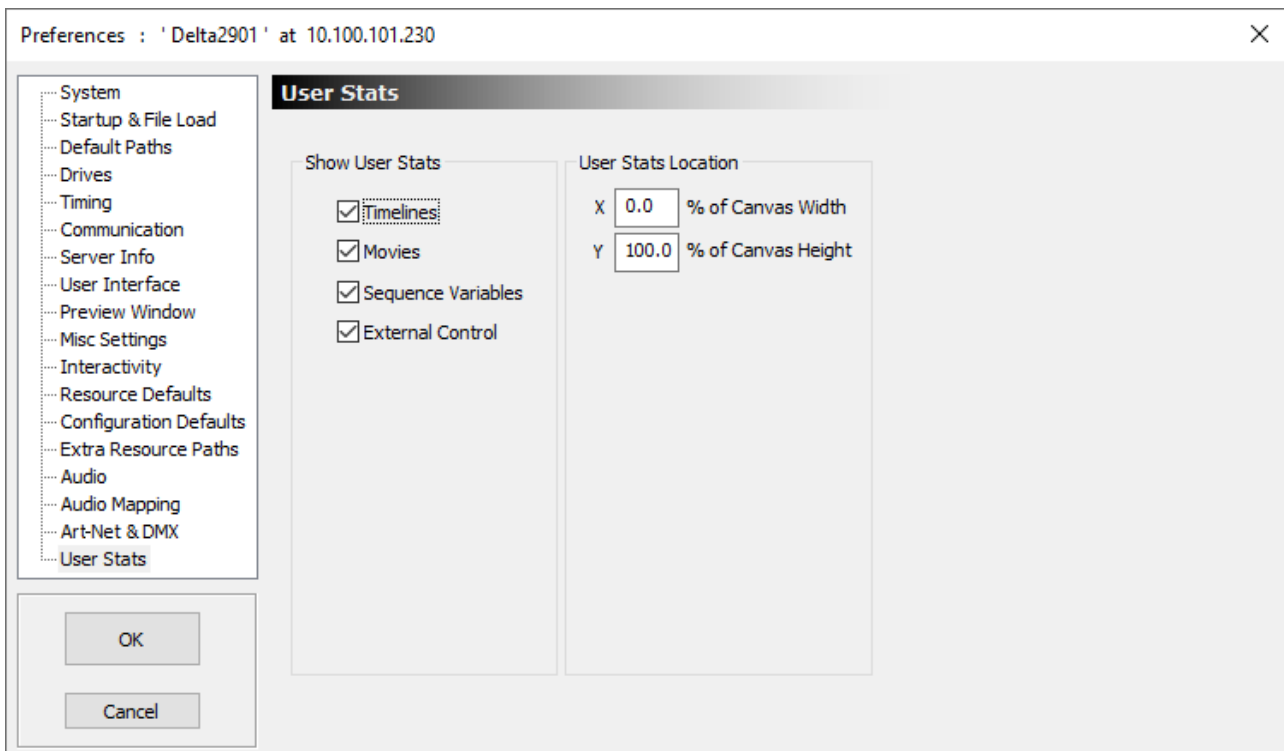 Preferences : 'Delta2901' at 10.100.101.230
System
Startup & File Load
Default Paths
Drives
Timing
Communication
Server Info
User Interface
Preview Window
Misc Settings
Interactivity
Resource Defaults
Configuration Defaults
Extra Resource Paths
Audio
Audio Mapping
Art-Net & DMX
User Stats
OK
Cancel
User Stats
Show User Stats
Timelines
Movies
Sequence Variables
External Control
User Stats Location
X 0.0 % of Canvas Width
Y 100.0 % of Canvas Height